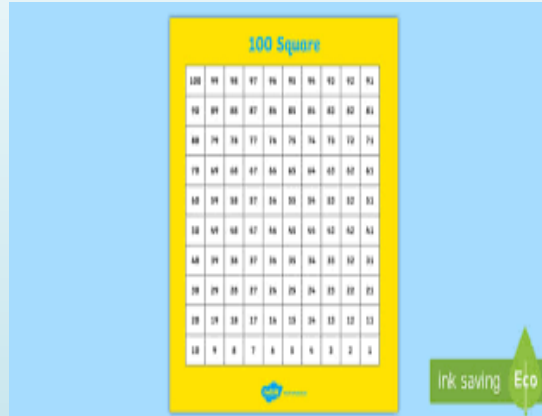 100 Square
100 99 98 97 96 95 94 93 92 91
90 89 88 87 86 85 84 83 82 81
80 79 78 77 76 75 74 73 72 71
70 69 68 67 66 65 64 63 62 61
60 59 58 57 56 55 54 53 52 51
50 49 48 47 46 45 44 43 42 41
40 39 38 37 36 35 34 33 32 31
30 29 28 27 26 25 24 23 22 21
20 19 18 17 16 15 14 13 12 11
10 9 8 7 6 5 4 3 2 1
ink saving Eco